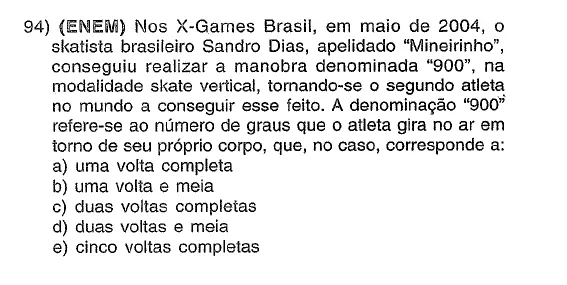 94) (ENEM) Nos X-Games Brasil, em maio de 2004, o
skatista brasileiro Sandro Dias, apelidado “Mineirinho”,
conseguiu realizar a manobra denominada “900”, na
modalidade skate vertical, tornando-se o segundo atleta
no mundo a conseguir esse feito. A denominação “900”
refere-se ao número de graus que o atleta gira no ar em
torno de seu próprio corpo, que, no caso, corresponde a:
a) uma volta completa
b) uma volta e meia
c) duas voltas completas
d) duas voltas e meia
e) cinco voltas completas